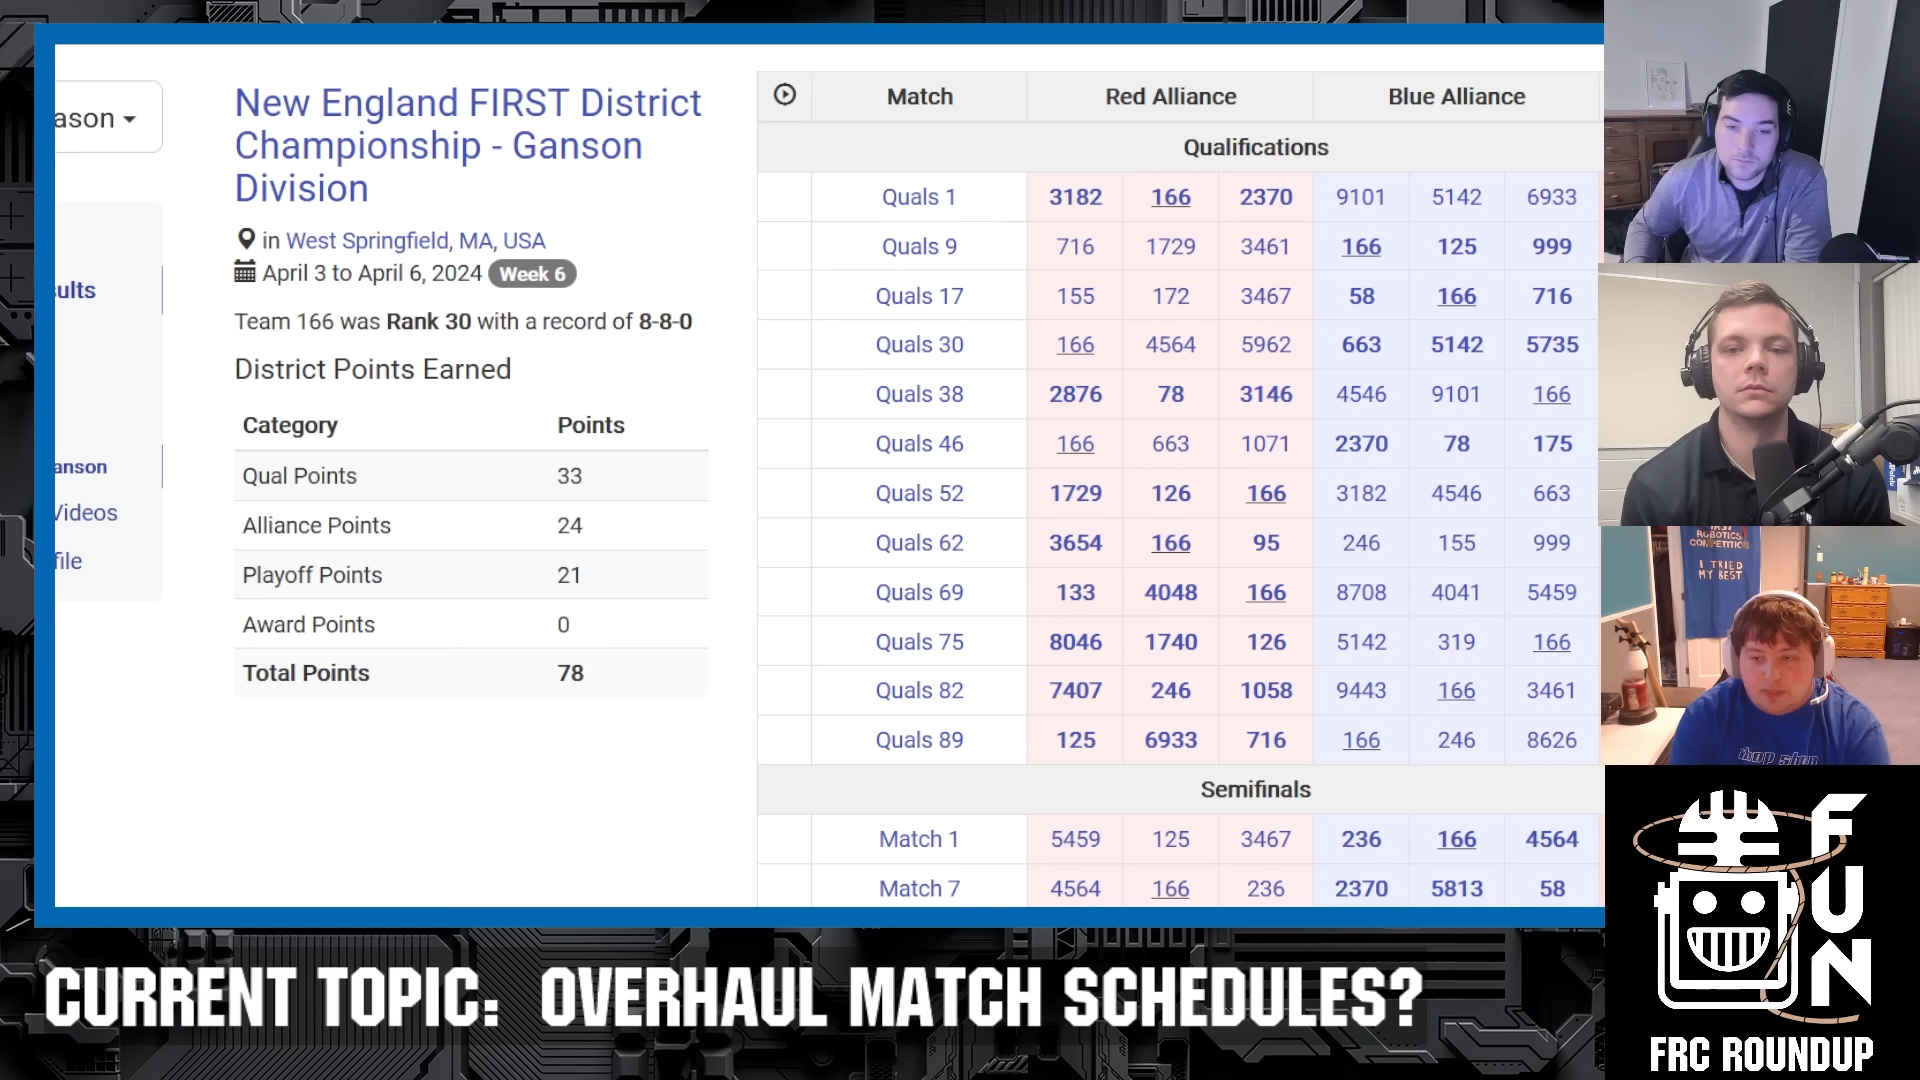 ason
ults
anson
Videos
file
New England FIRST District
Championship - Ganson
Division
in West Springfield, MA, USA
April 3 to April 6, 2024 Week 6
Team 166 was Rank 30 with a record of 8-8-0
District Points Earned
Category Points
Qual Points 33
Alliance Points 24
Playoff Points 21
Award Points 0
Total Points 78
Match Red Alliance Blue Alliance
Qualifications
Quals 1 3182 166 2370 9101 5142 6933
Quals 9 716 1729 3461 166 125 999
Quals 17 155 172 3467 58 166 716
Quals 30 166 4564 5962 663 5142 5735
Quals 38 2876 78 3146 4546 9101 166
Quals 46 166 663 1071 2370 78 175
Quals 52 1729 126 166 3182 4546 663
Quals 62 3654 166 95 246 155 999
Quals 69 133 4048 166 8708 4041 5459
Quals 75 8046 1740 126 5142 319 166
Quals 82 7407 246 1058 9443 166 3461
Quals 89 125 6933 716 166 246 8626
Semifinals
Match 1 5459 125 3467 236 166 4564
Match 7 4564 166 236 2370 5813 58
ROBOTICS
COMPETITION
I TRIED
MY BEST
CURRENT TOPIC: OVERHAUL MATCH SCHEDULES?
FUN
FRC ROUNDUP